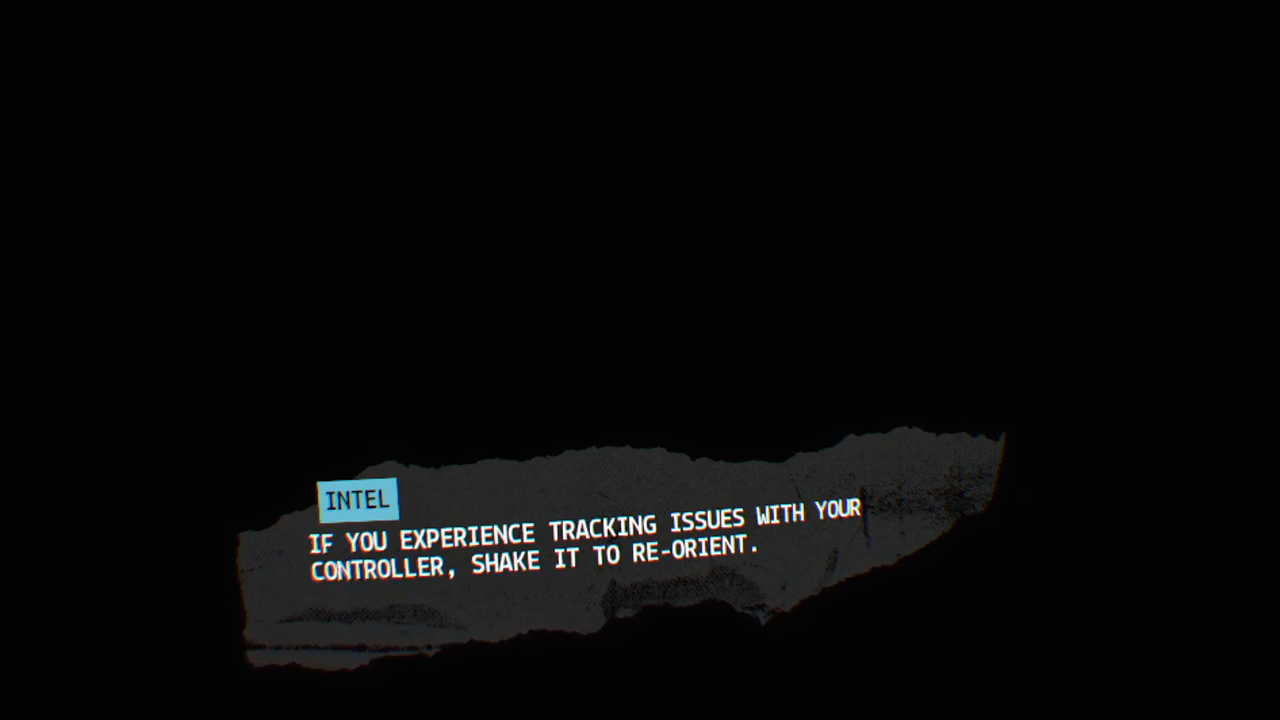 INTEL
IF YOU EXPERIENCE TRACKING ISSUES WITH YOUR
CONTROLLER, SHAKE IT TO RE-ORIENT.